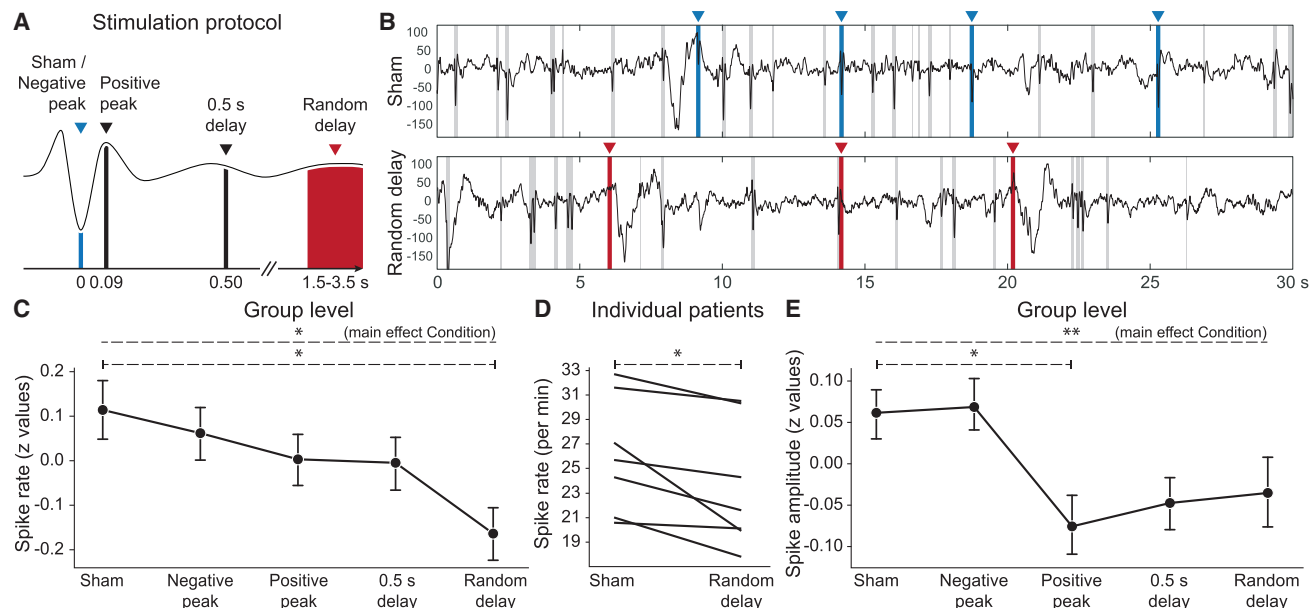 A
Stimulation protocol
Sham /
Negative
peak
Positive
peak
0.5 s
delay
Random
delay
0 0.09 0.50 1.5-3.5 s
B
Sham
100
50
0
-50
-100
-150
Random delay
100
50
0
-50
-100
-150
0 5 10 15 20 25 30 s
C
Group level
* (main effect Condition)
*
Spike rate (z values)
0.2
0.1
0.0
-0.1
-0.2
Sham
Negative
peak
Positive
peak
0.5 s
delay
Random
delay
D
Individual patients
*
Spike rate (per min)
33
31
29
27
25
23
21
19
Sham
Random
delay
E
Group level
** (main effect Condition)
*
Spike amplitude (z values)
0.10
0.05
0.00
-0.05
-0.10
Sham
Negative
peak
Positive
peak
0.5 s
delay
Random
delay